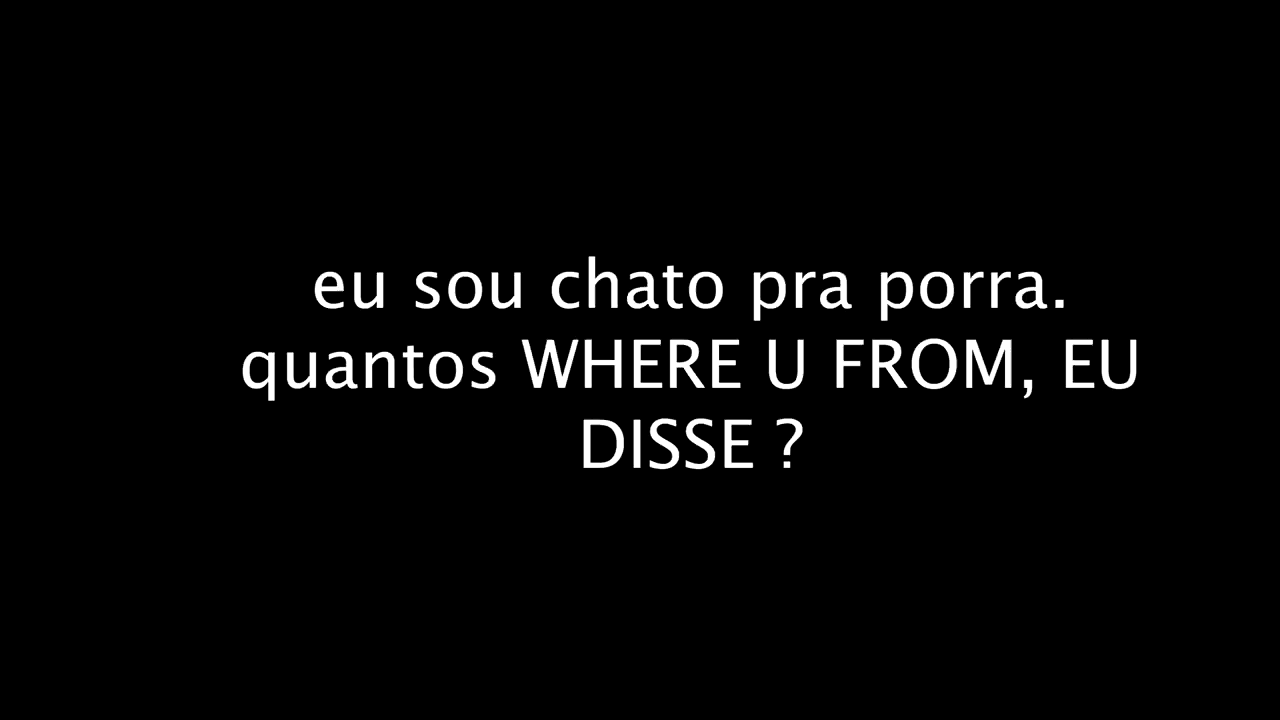 eu sou chato pra porra.
quantos WHERE U FROM, EU
DISSE ?